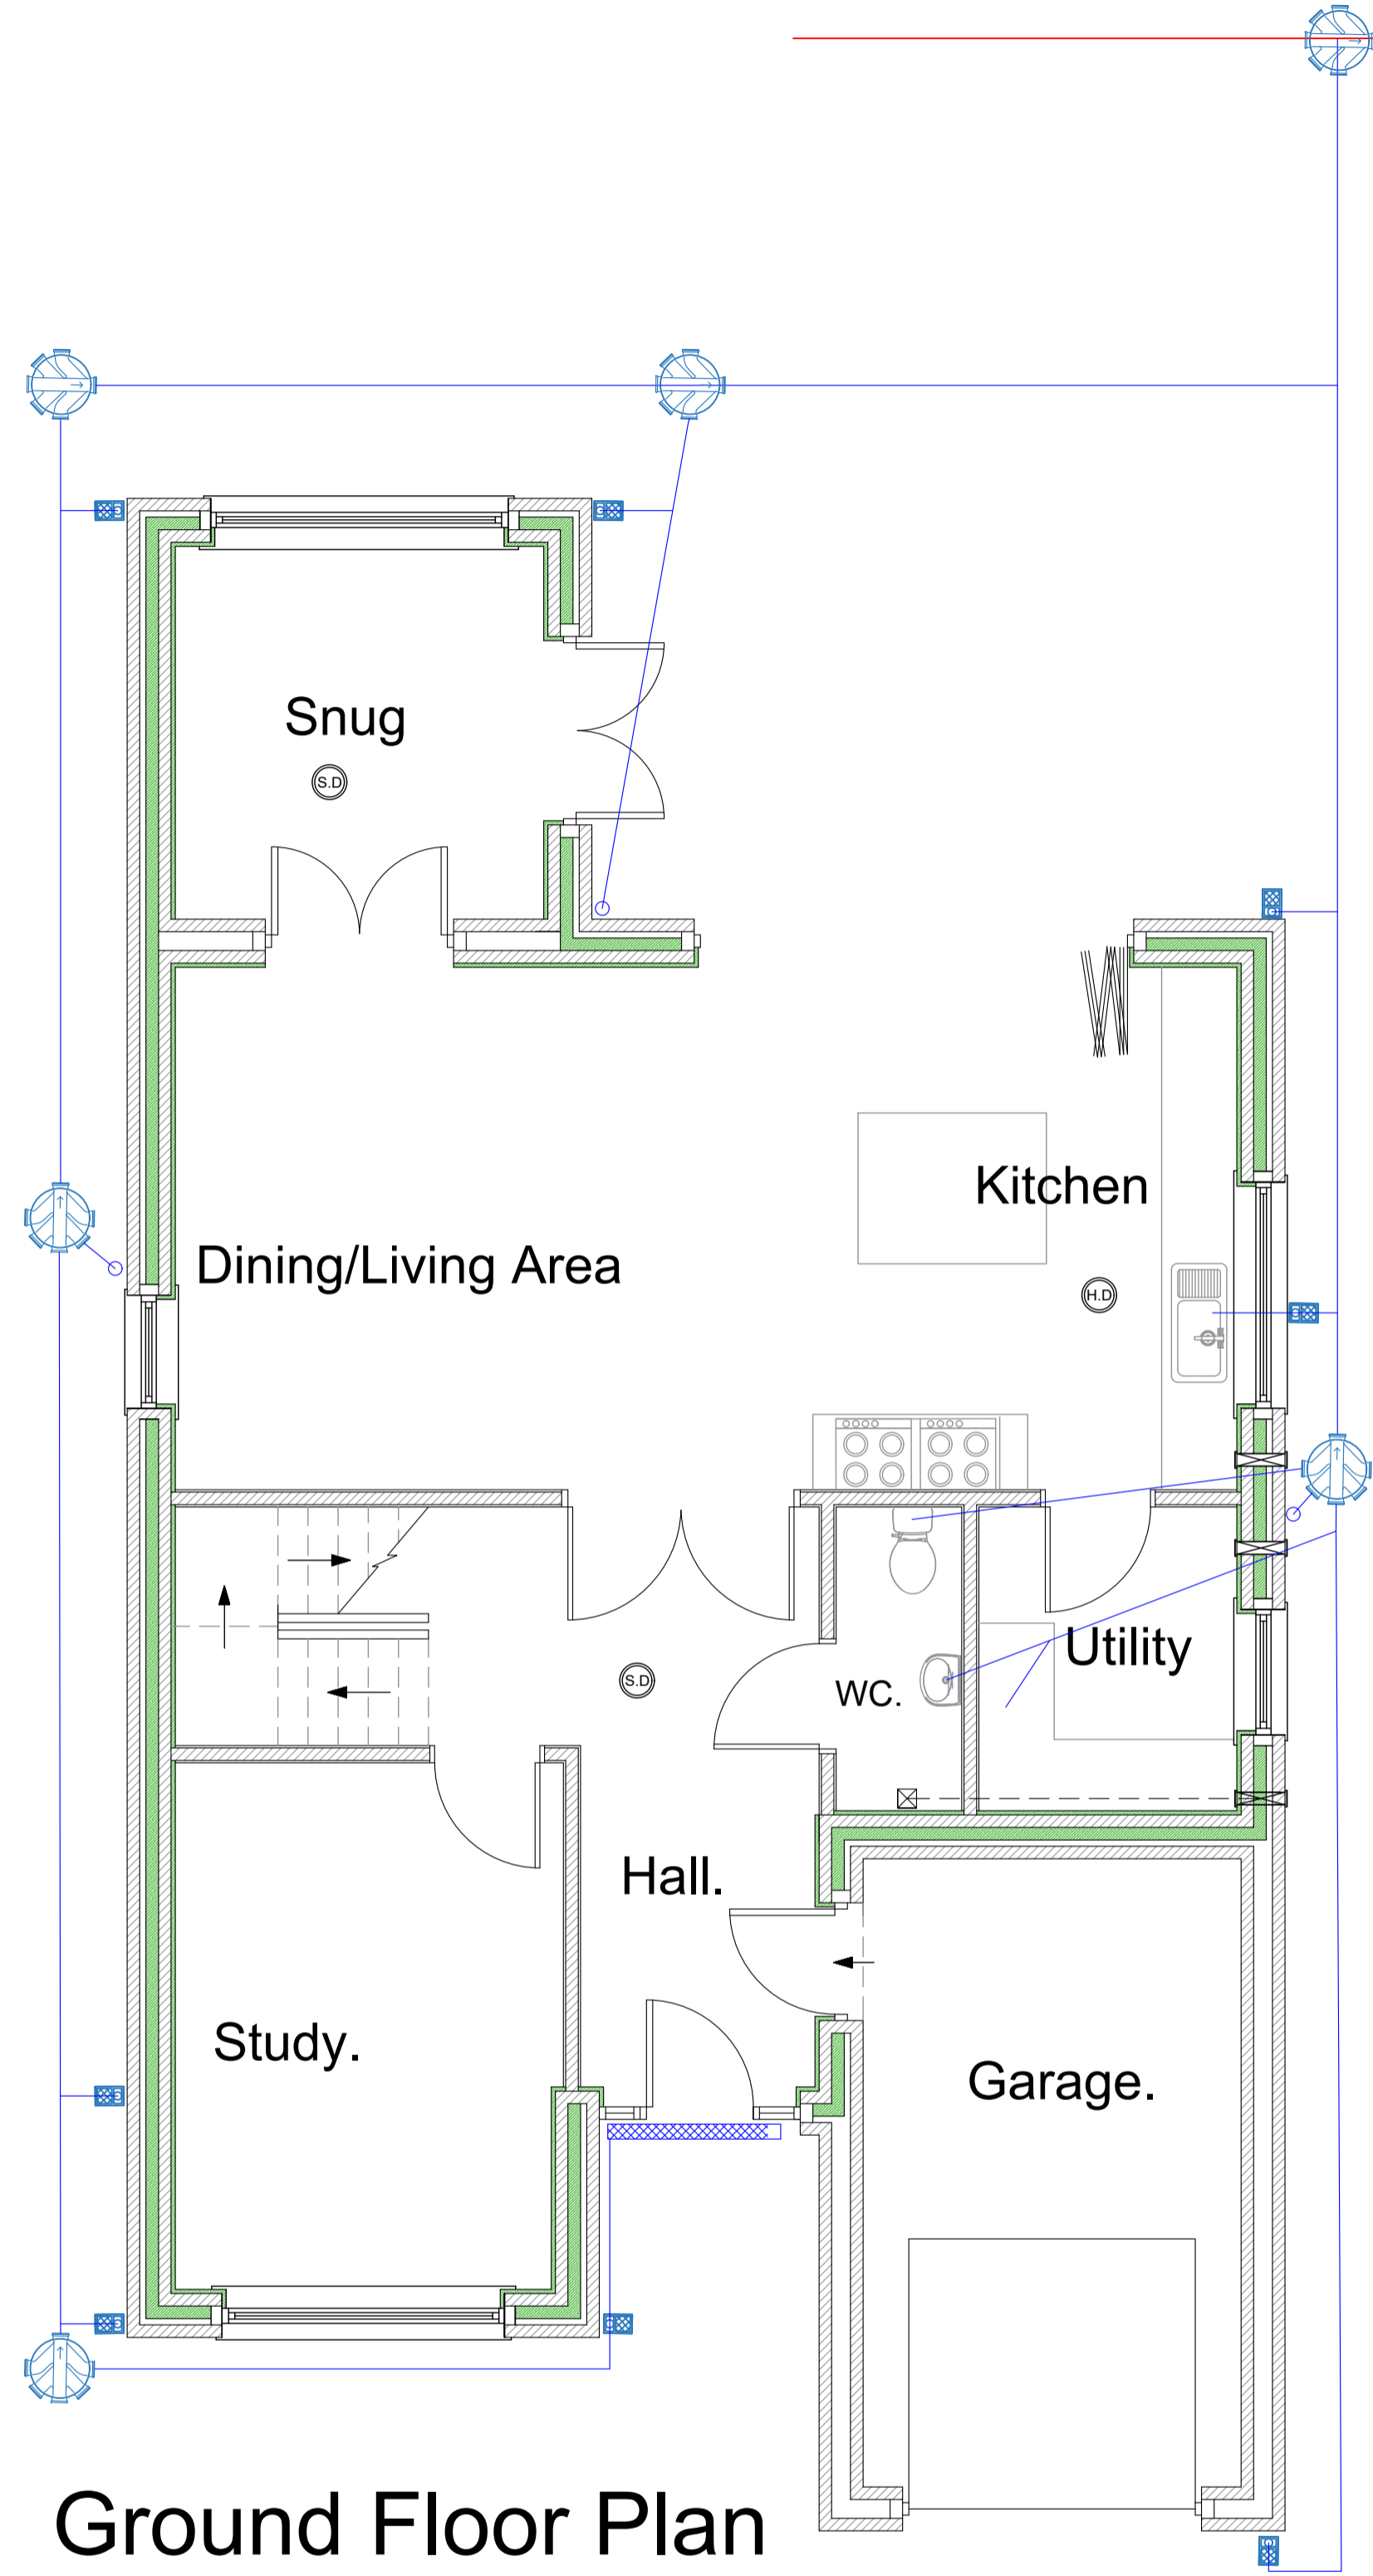 Snug
S.D
Kitchen
Dining/Living Area
H.D
Utility
S.D
WC.
Hall.
Study.
Garage.
Ground Floor Plan